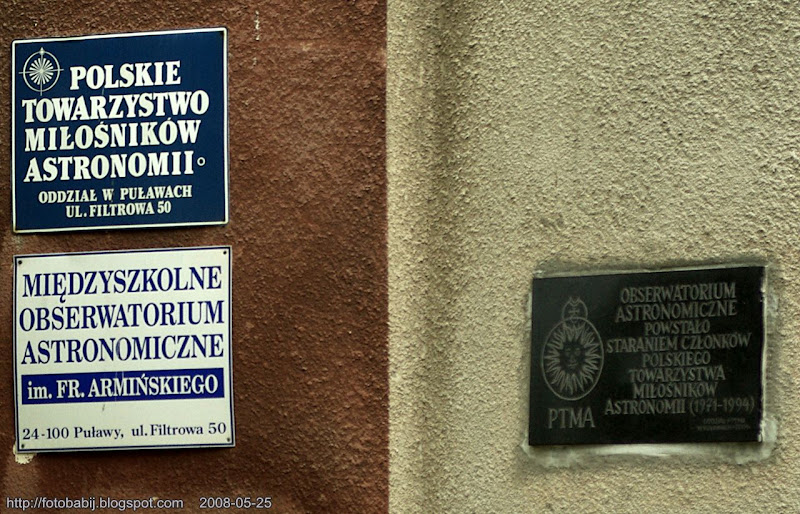 POLSKIE
TOWARZYSTWO
MIŁOŚNIKÓW
ASTRONOMII
ODDZIAŁ W PUŁAWACH
UL. FILTROWA 50
MIĘDZYSZKOLNE
OBSERWATORIUM
ASTRONOMICZNE
im. FR. ARMIŃSKIEGO
24-100 Puławy, ul. Filtrowa 50
OBSERWATORIUM
ASTRONOMICZNE
POWSTAŁO
STARANIEM CZŁONKÓW
POLSKIEGO
TOWARZYSTWA
MIŁOŚNIKÓW
ASTRONOMII (1971-1994)
PTMA
http://fotobabij.blogspot.com 2008-05-25